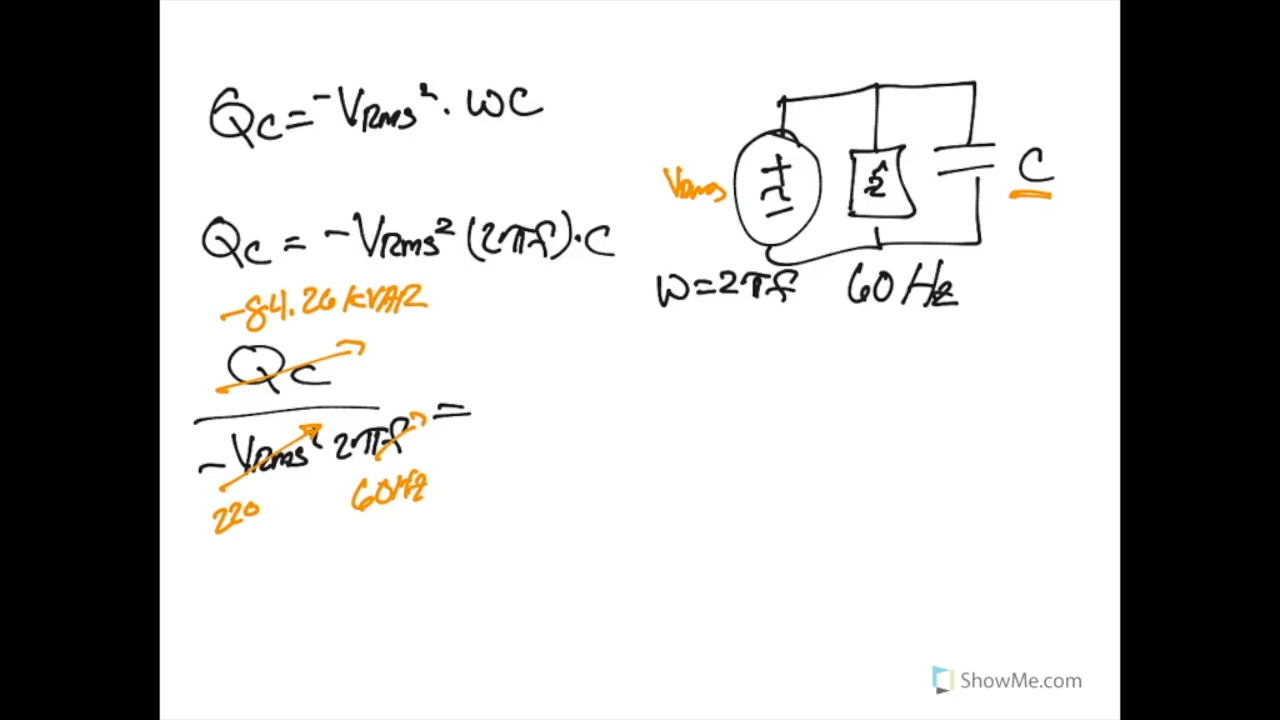 Qc = -VRms² · WC
Qc = -VRms² (2πf) · C
-84.26 KVAR
Qc
-VRms² 2πf =
220
60Hz
VRms
+
-
Z
C
W = 2πf 60 Hz
ShowMe.com